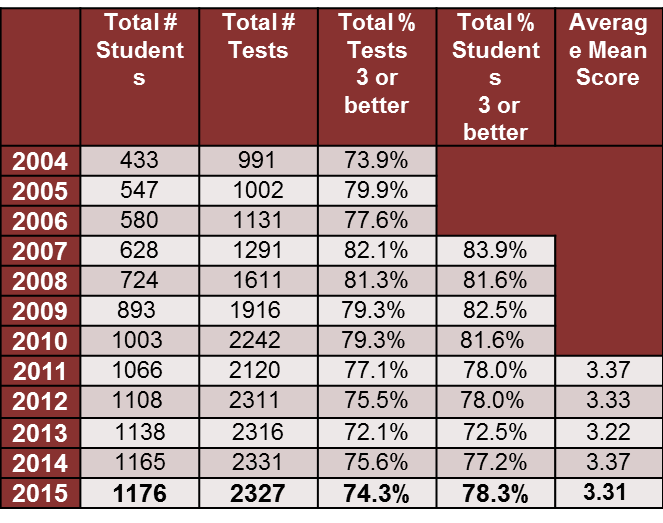 Total # Student s Total # Tests Total % Tests 3 or better Total % Student s 3 or better Averag e Mean Score
2004 433 991 73.9%
2005 547 1002 79.9%
2006 580 1131 77.6%
2007 628 1291 82.1% 83.9%
2008 724 1611 81.3% 81.6%
2009 893 1916 79.3% 82.5%
2010 1003 2242 79.3% 81.6%
2011 1066 2120 77.1% 78.0% 3.37
2012 1108 2311 75.5% 78.0% 3.33
2013 1138 2316 72.1% 72.5% 3.22
2014 1165 2331 75.6% 77.2% 3.37
2015 1176 2327 74.3% 78.3% 3.31